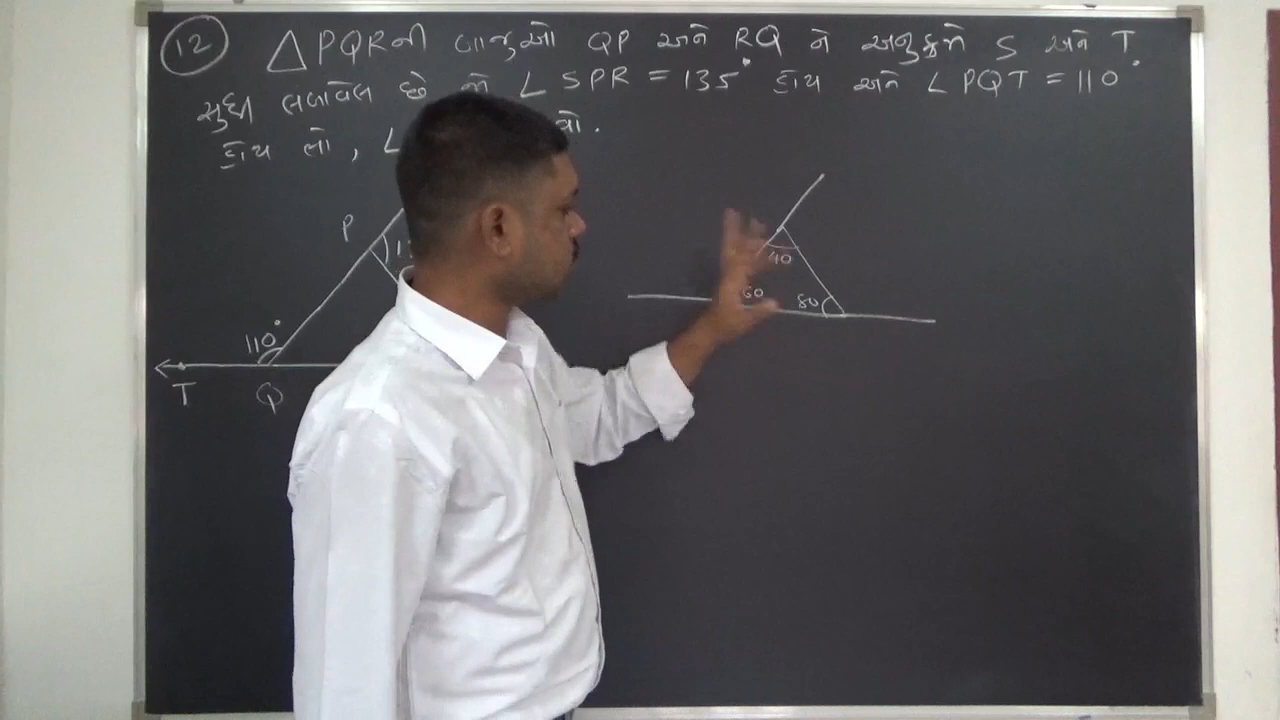 12 △ PQRની બાજુઓ QP અને RQ ને અનુક્રમે S અને T
સુધી લંબાવેલ છે જો ∠ SPR = 135° હોય અને ∠ PQT = 110°
હોય તો, ∠
P
40
60
80
110°
T
Q